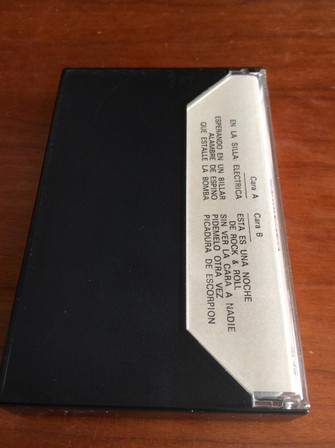 Cara A
EN LA SILLA ELECTRICA
ESPERANDO EN UN BILLAR
ALAMBRE DE ESPINO
QUE ESTALLE LA BOMBA
Cara B
ESTA ES UNA NOCHE
DE ROCK & ROLL
SIN VER LA CARA A NADIE
PIDEMELO OTRA VEZ
PICADURA DE ESCORPION